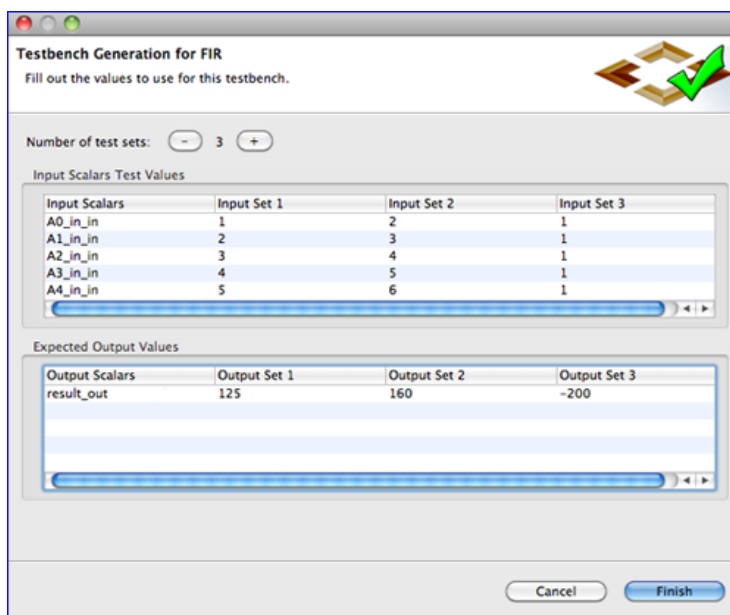 Testbench Generation for FIR
Fill out the values to use for this testbench.
Number of test sets: - 3 +
Input Scalars Test Values
Input Scalars Input Set 1 Input Set 2 Input Set 3
A0_in_in 1 2 1
A1_in_in 2 3 1
A2_in_in 3 4 1
A3_in_in 4 5 1
A4_in_in 5 6 1
Expected Output Values
Output Scalars Output Set 1 Output Set 2 Output Set 3
result_out 125 160 -200
Cancel Finish